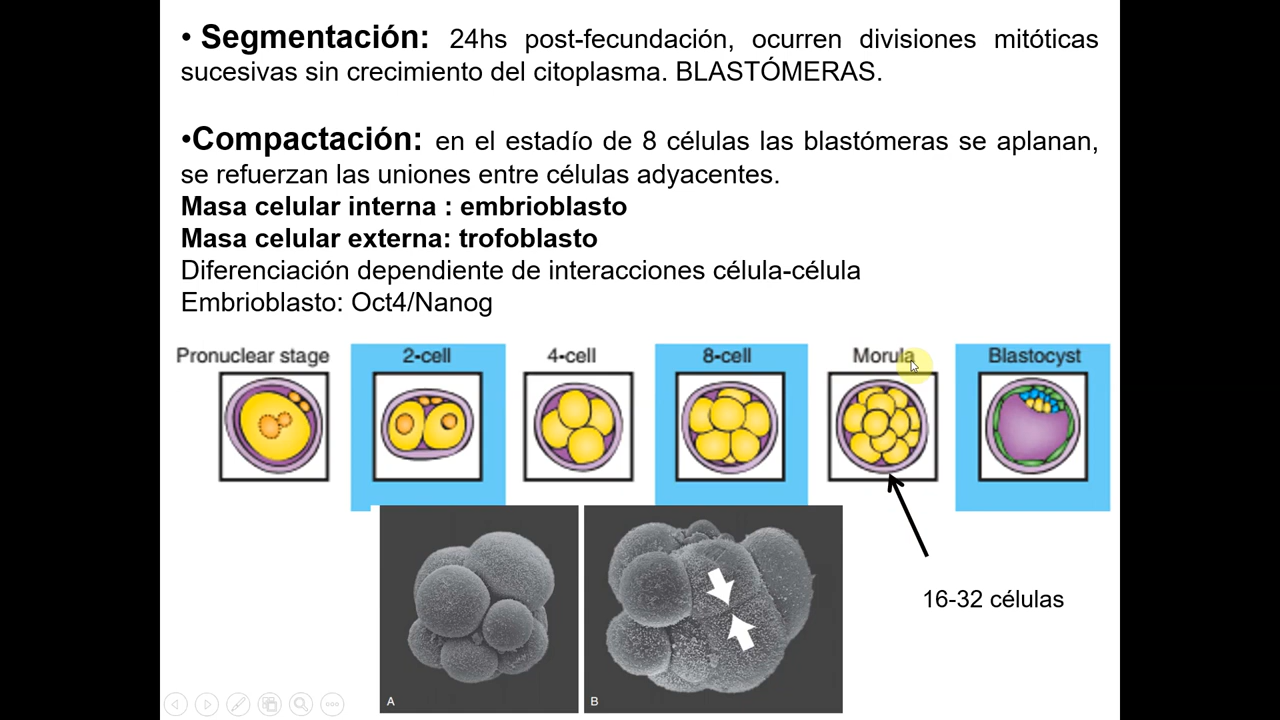 • Segmentación: 24hs post-fecundación, ocurren divisiones mitóticas
sucesivas sin crecimiento del citoplasma. BLASTÓMERAS.
•Compactación: en el estadío de 8 células las blastómeras se aplanan,
se refuerzan las uniones entre células adyacentes.
Masa celular interna : embrioblasto
Masa celular externa: trofoblasto
Diferenciación dependiente de interacciones célula-célula
Embrioblasto: Oct4/Nanog
Pronuclear stage 2-cell 4-cell 8-cell Morula Blastocyst
16-32 células
A B